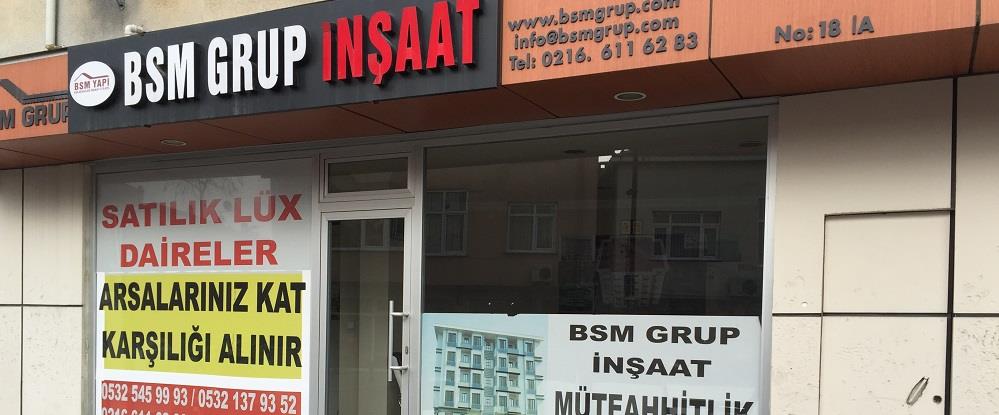 BSM GRUP İNŞAAT
BSM YAPI
M GRUP
www.bsmgrup.com
info@bsmgrup.com
Tel: 0216. 611 62 83
No: 18 /A
SATILIK LÜX
DAİRELER
ARSALARINIZ KAT
KARŞILIĞI ALINIR
0532 545 99 93 / 0532 137 93 52
BSM GRUP
İNŞAAT
MÜTEAHHİTLİK